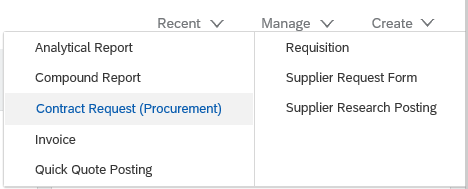 Recent Manage Create
Analytical Report
Compound Report
Contract Request (Procurement)
Invoice
Quick Quote Posting
Requisition
Supplier Request Form
Supplier Research Posting